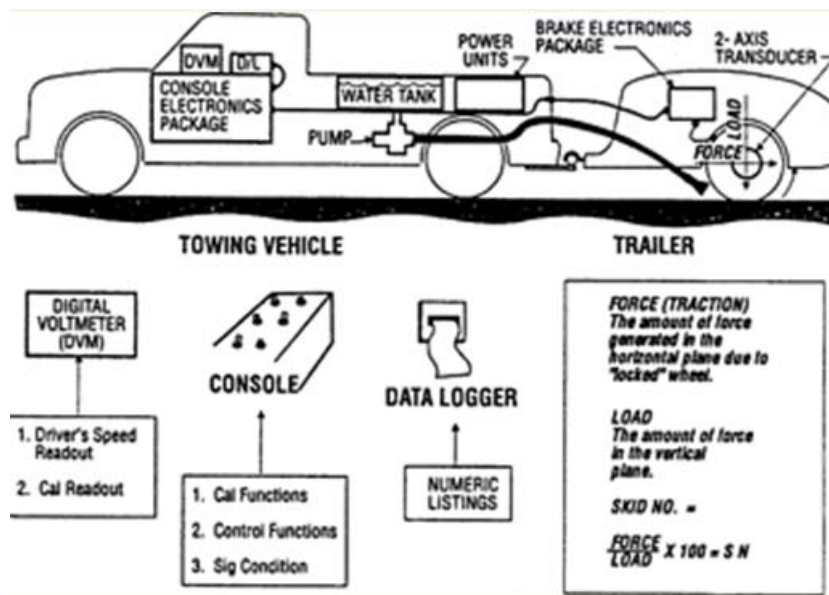 DVM
D/L
CONSOLE
ELECTRONICS
PACKAGE
WATER TANK
PUMP
POWER
UNITS
BRAKE ELECTRONICS
PACKAGE
2- AXIS
TRANSDUCER
LOAD
FORCE
TOWING VEHICLE
TRAILER
DIGITAL
VOLTMETER
(DVM)
1. Driver's Speed
Readout
2. Cal Readout
CONSOLE
1. Cal Functions
2. Control Functions
3. Sig Condition
DATA LOGGER
NUMERIC
LISTINGS
FORCE (TRACTION)
The amount of force
generated in the
horizontal plane due to
"locked" wheel.
LOAD
The amount of force
in the vertical
plane.
SKID NO. =
FORCE
LOAD X 100 = S N